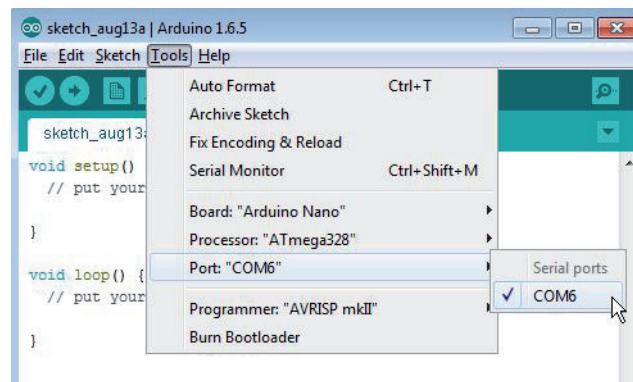 sketch_aug13a | Arduino 1.6.5
File Edit Sketch Tools Help
Auto Format Ctrl+T
Archive Sketch
sketch_aug13a
Fix Encoding & Reload
void setup()
Serial Monitor Ctrl+Shift+M
// put your
Board: "Arduino Nano"
}
Processor: "ATmega328"
void loop() {
Port: "COM6"
Serial ports
// put your
COM6
Programmer: "AVRISP mkII"
}
Burn Bootloader